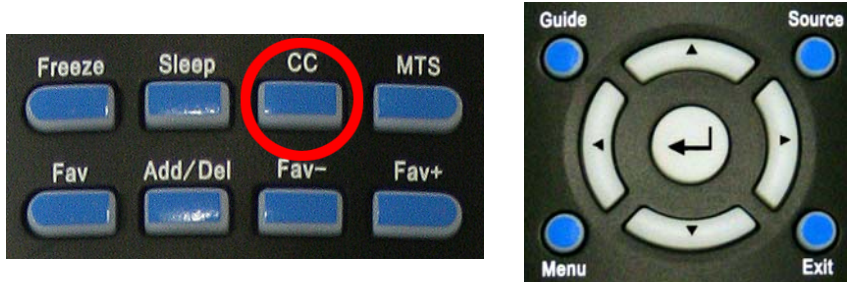 Freeze Sleep CC MTS
Fav Add/Del Fav- Fav+
Guide Source
Menu Exit